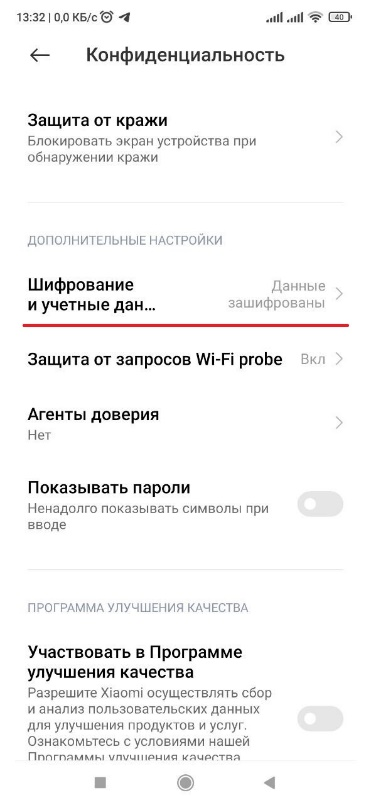 13:32 | 0,0 КБ/с
40
Конфиденциальность
Защита от кражи
Блокировать экран устройства при
обнаружении кражи
ДОПОЛНИТЕЛЬНЫЕ НАСТРОЙКИ
Шифрование
и учетные дан...
Данные
зашифрованы
Защита от запросов Wi-Fi probe
Вкл
Агенты доверия
Нет
Показывать пароли
Ненадолго показывать символы при
вводе
ПРОГРАММА УЛУЧШЕНИЯ КАЧЕСТВА
Участвовать в Программе
улучшения качества
Разрешите Xiaomi осуществлять сбор
и анализ пользовательских данных
для улучшения продуктов и услуг.
Ознакомьтесь с условиями нашей
Программы улучшения качества